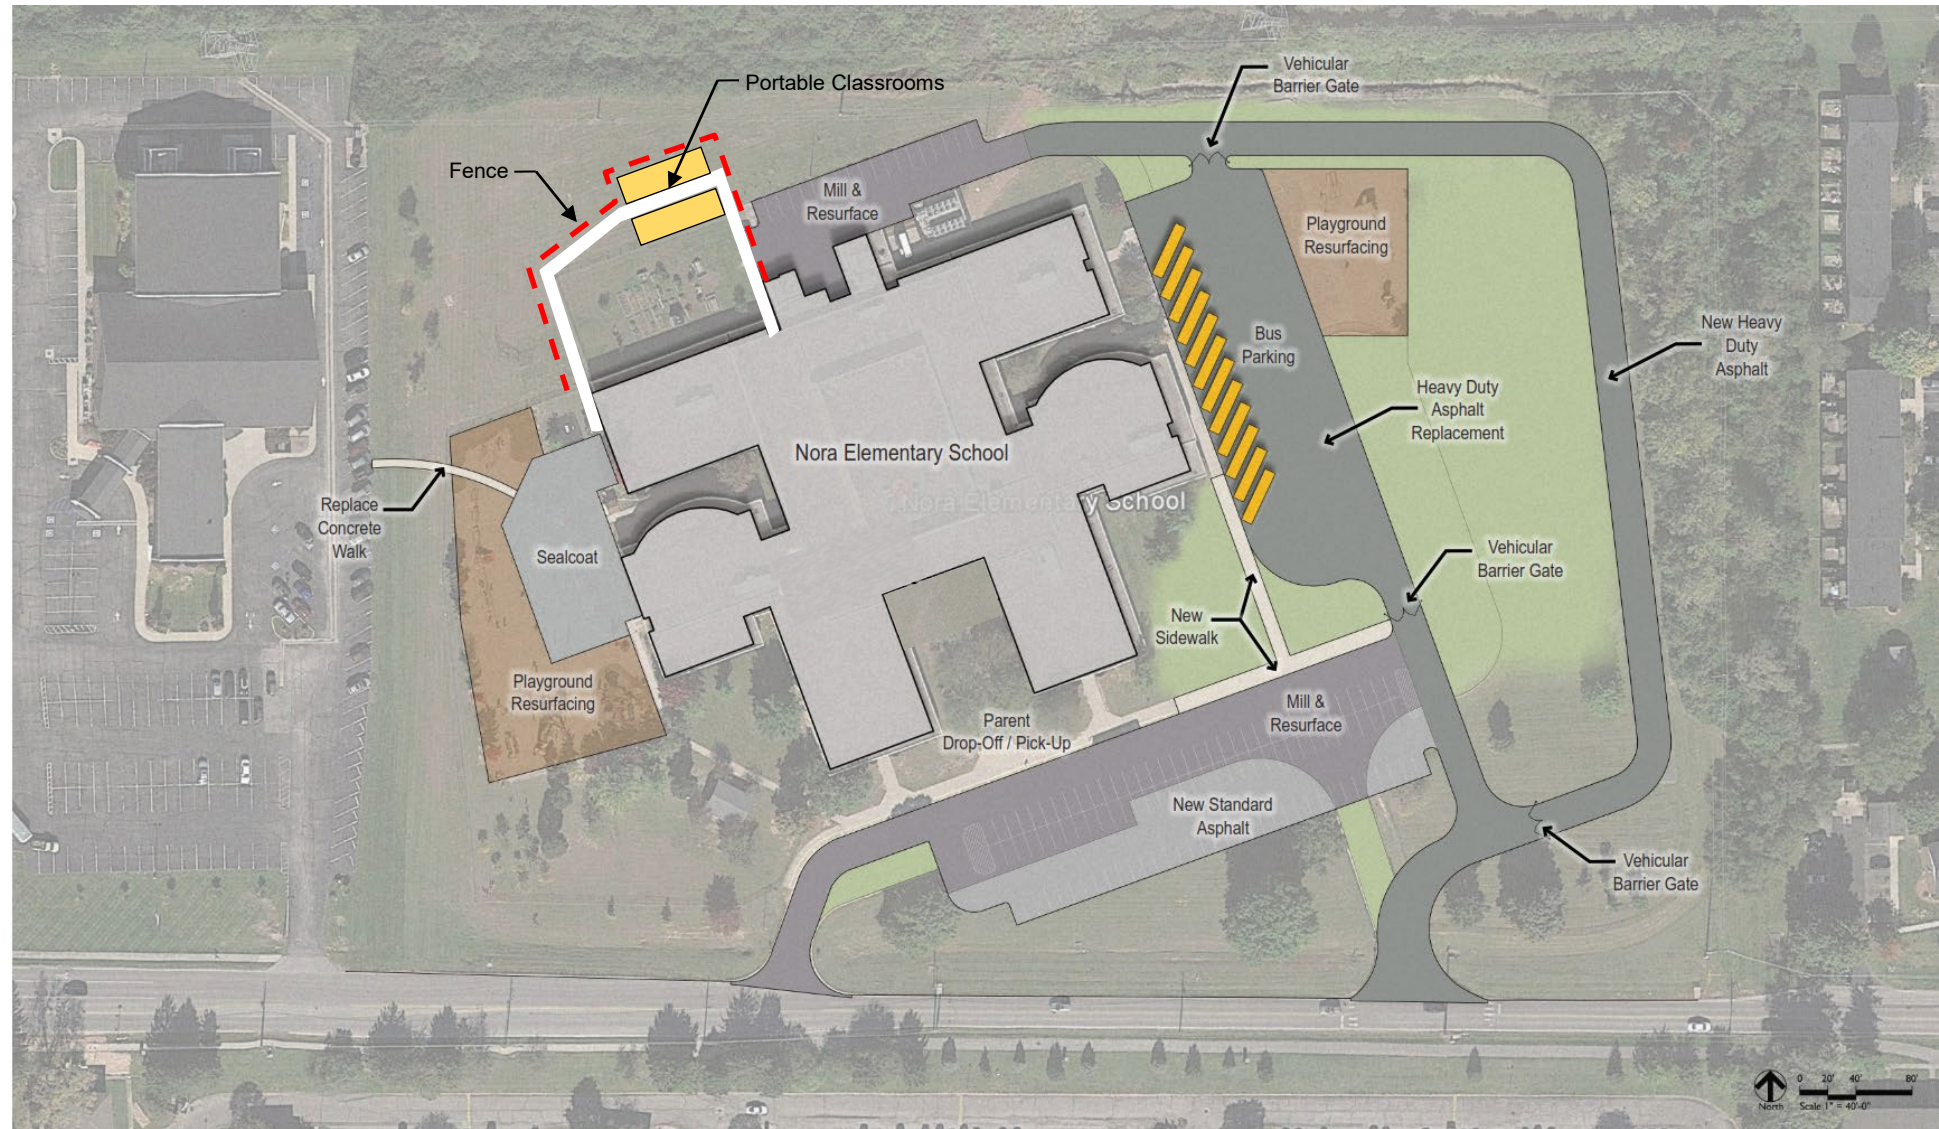 Portable Classrooms
Vehicular
Barrier Gate
Fence
Mill &
Resurface
Playground
Resurfacing
Bus
Parking
New Heavy
Duty
Asphalt
Heavy Duty
Asphalt
Replacement
Nora Elementary School
Nora Elementary School
Replace
Concrete
Walk
Sealcoat
Vehicular
Barrier Gate
New
Sidewalk
Playground
Resurfacing
Parent
Drop-Off / Pick-Up
Mill &
Resurface
New Standard
Asphalt
Vehicular
Barrier Gate
0 20' 40' 80'
North
Scale 1" = 40'-0"